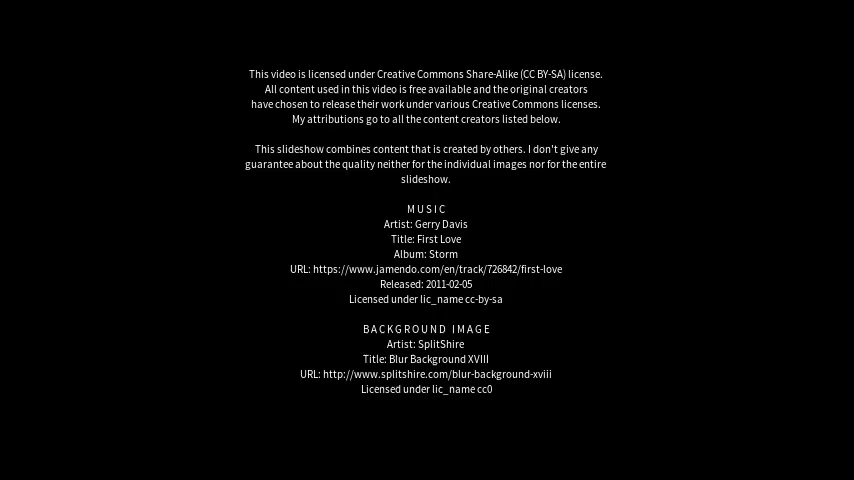 This video is licensed under Creative Commons Share-Alike (CC BY-SA) license.
All content used in this video is free available and the original creators
have chosen to release their work under various Creative Commons licenses.
My attributions go to all the content creators listed below.
This slideshow combines content that is created by others. I don't give any
guarantee about the quality neither for the individual images nor for the entire
slideshow.
MUSIC
Artist: Gerry Davis
Title: First Love
Album: Storm
URL: https://www.jamendo.com/en/track/726842/first-love
Released: 2011-02-05
Licensed under lic_name cc-by-sa
BACKGROUND IMAGE
Artist: SplitShire
Title: Blur Background XVIII
URL: http://www.splitshire.com/blur-background-xviii
Licensed under lic_name cc0